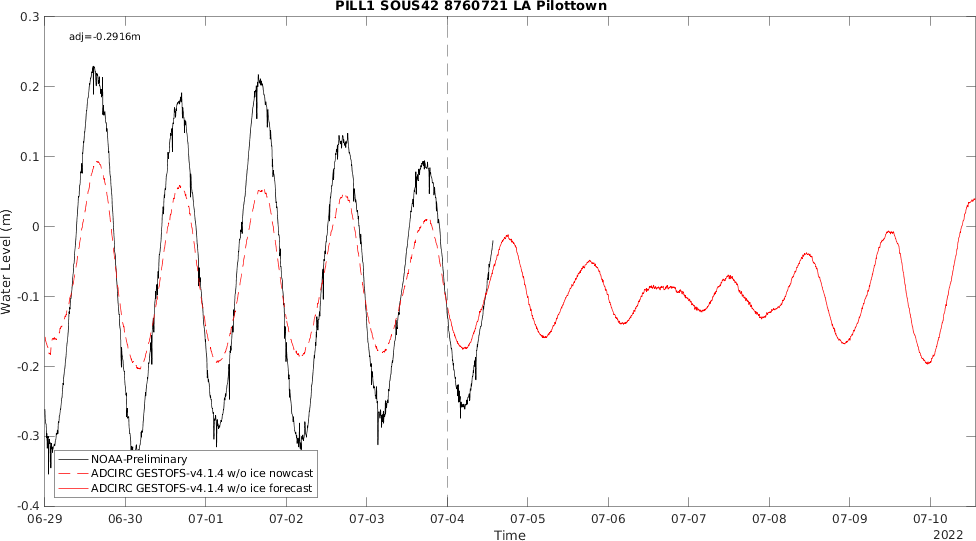 PILL1 SOUS42 8760721 LA Pilottown
adj=-0.2916m
0.3
0.2
0.1
0
-0.1
-0.2
-0.3
-0.4
Water Level (m)
NOAA-Preliminary
ADCIRC GESTOFS-v4.1.4 w/o ice nowcast
ADCIRC GESTOFS-v4.1.4 w/o ice forecast
06-29 06-30 07-01 07-02 07-03 07-04 07-05 07-06 07-07 07-08 07-09 07-10
Time
2022